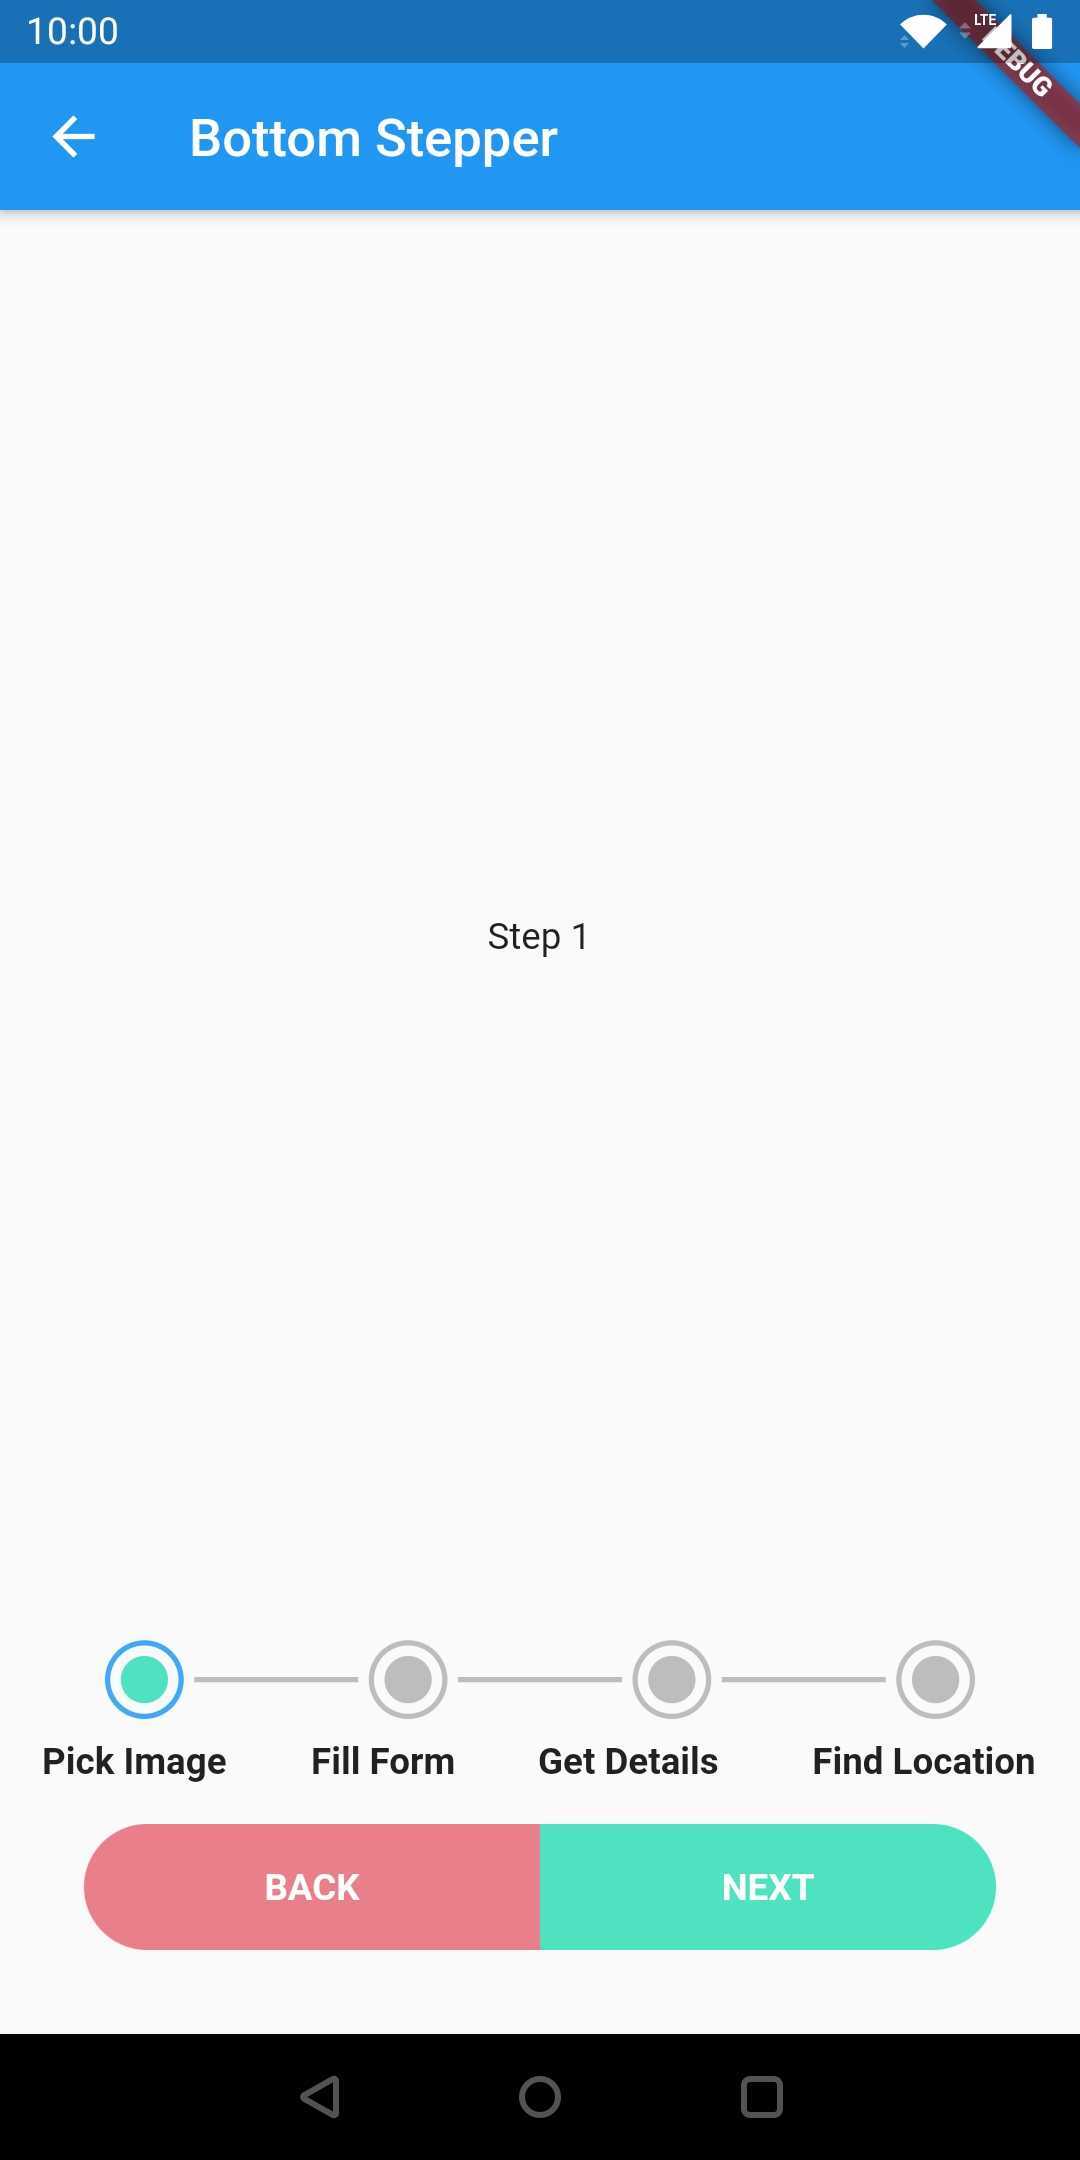 10:00
LTE
EBUG
Bottom Stepper
Step 1
Pick Image Fill Form Get Details Find Location
BACK NEXT